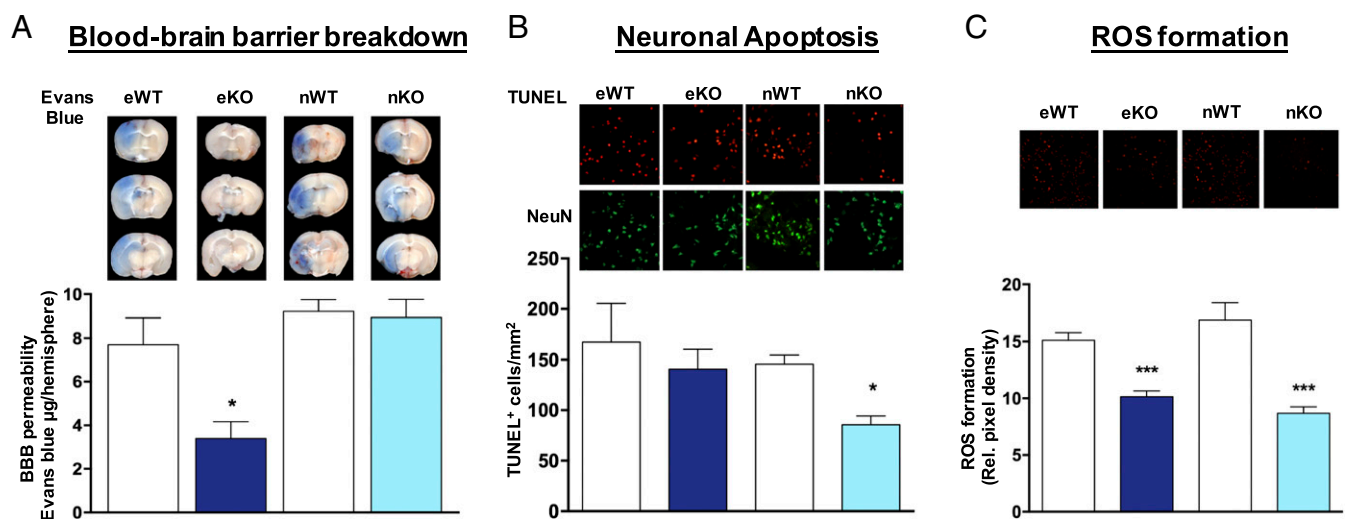 A
Blood-brain barrier breakdown
Evans
Blue
eWT
eKO
nWT
nKO
BBB permeability
Evans blue µg/hemisphere)
10
8
6
4
2
0
*
B
Neuronal Apoptosis
TUNEL
eWT
eKO
nWT
nKO
NeuN
TUNEL⁺ cells/mm²
250
200
150
100
50
0
*
C
ROS formation
eWT
eKO
nWT
nKO
ROS formation
(Rel. pixel density)
20
15
10
5
0
***
***